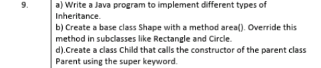 9. a) Write a Java program to implement different types of
Inheritance.
b) Create a base class Shape with a method area(). Override this
method in subclasses like Rectangle and Circle.
d).Create a class Child that calls the constructor of the parent class
Parent using the super keyword.